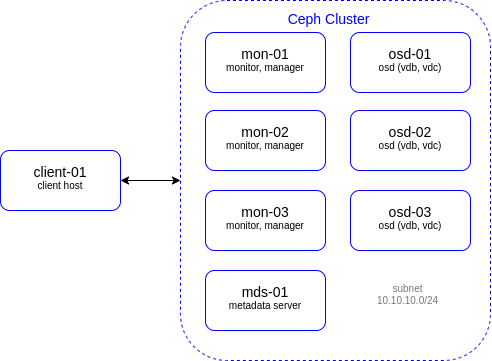 Ceph Cluster
mon-01
monitor, manager
osd-01
osd (vdb, vdc)
mon-02
monitor, manager
osd-02
osd (vdb, vdc)
client-01
client host
mon-03
monitor, manager
osd-03
osd (vdb, vdc)
mds-01
metadata server
subnet
10.10.10.0/24